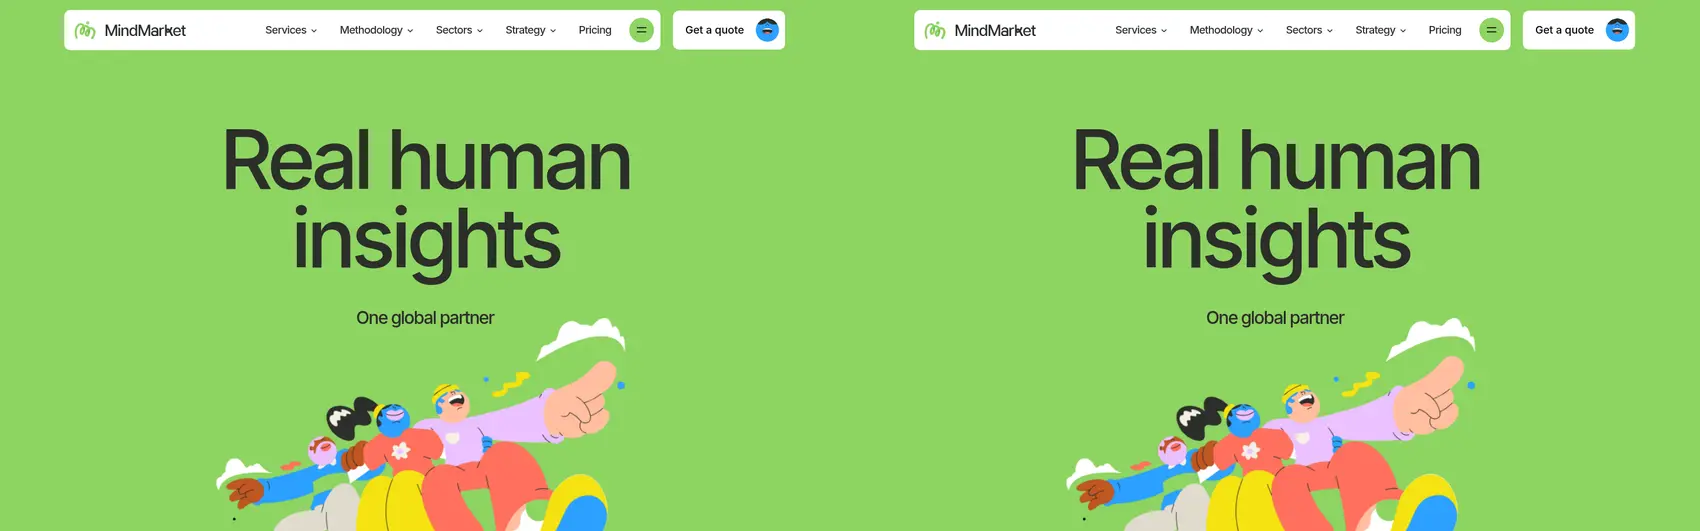 MindMarket Services Methodology Sectors Strategy Pricing Get a quote MindMarket Services Methodology Sectors Strategy Pricing Get a quote
Real human Real human
insights insights
One global partner One global partner